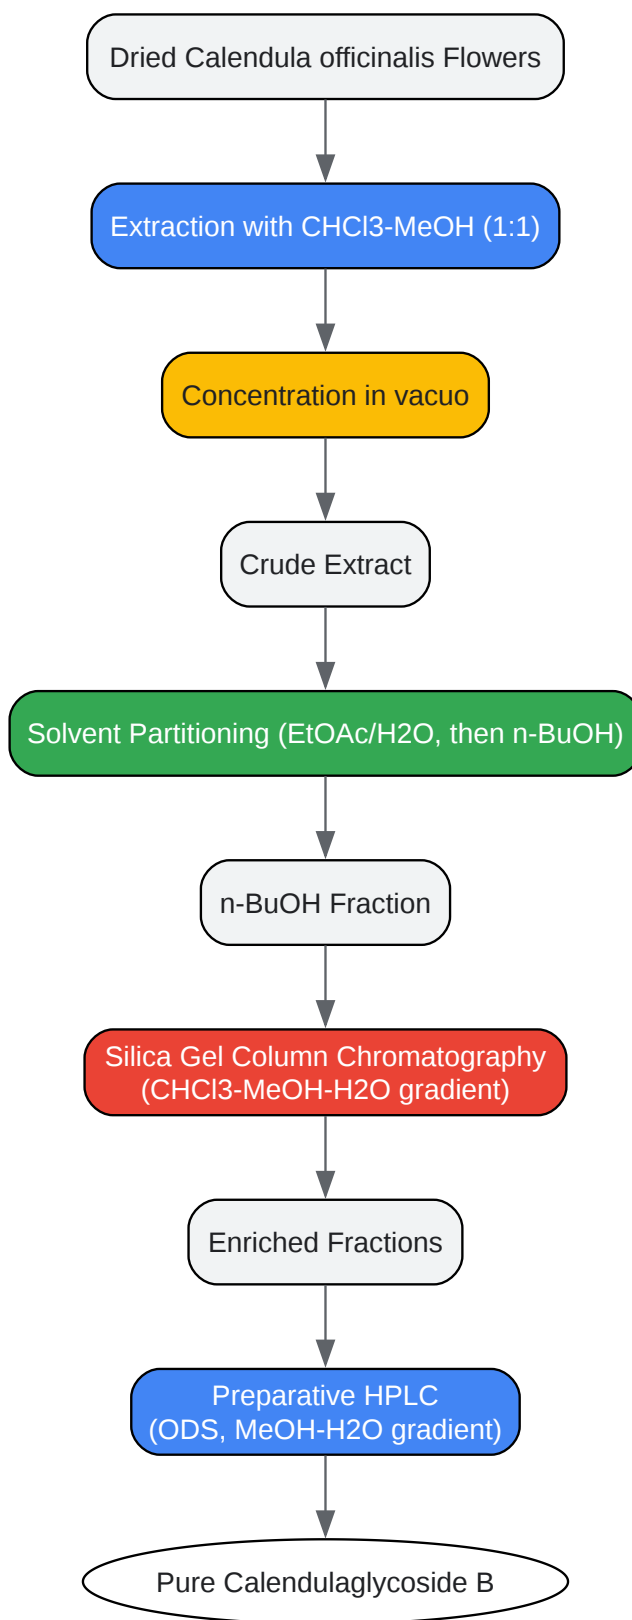 Dried Calendula officinalis Flowers
Extraction with CHCl3-MeOH (1:1)
Concentration in vacuo
Crude Extract
Solvent Partitioning (EtOAc/H2O, then n-BuOH)
n-BuOH Fraction
Silica Gel Column Chromatography
(CHCl3-MeOH-H2O gradient)
Enriched Fractions
Preparative HPLC
(ODS, MeOH-H2O gradient)
Pure Calendulaglycoside B